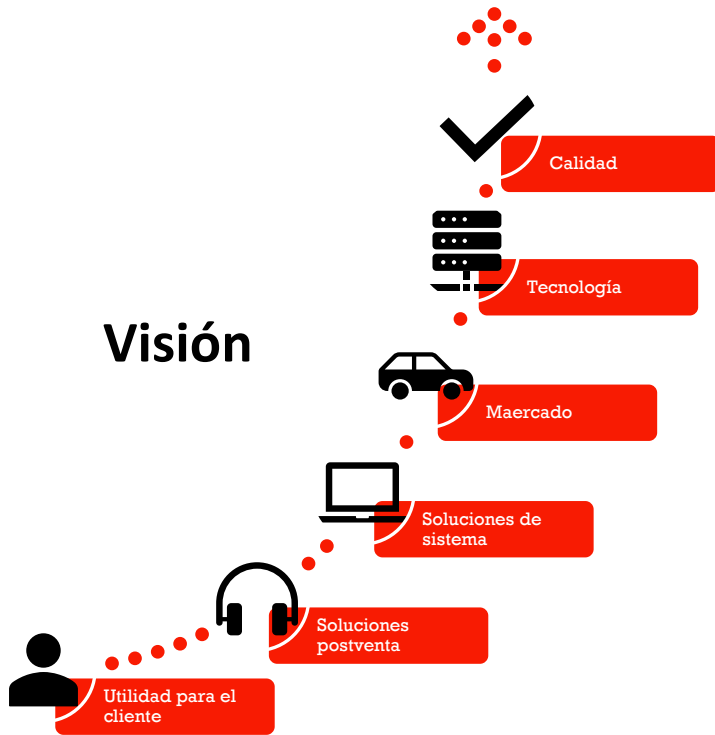 Calidad
Tecnología
Visión
Maercado
Soluciones de
sistema
Soluciones
postventa
Utilidad para el
cliente